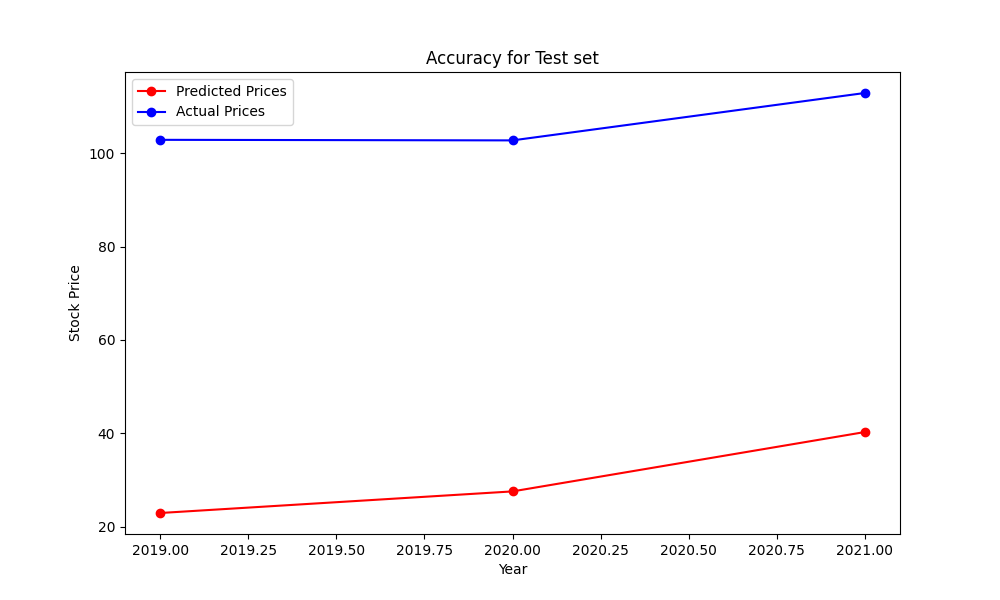 Accuracy for Test set
Predicted Prices
Actual Prices
100
80
60
40
20
Stock Price
2019.00 2019.25 2019.50 2019.75 2020.00 2020.25 2020.50 2020.75 2021.00
Year